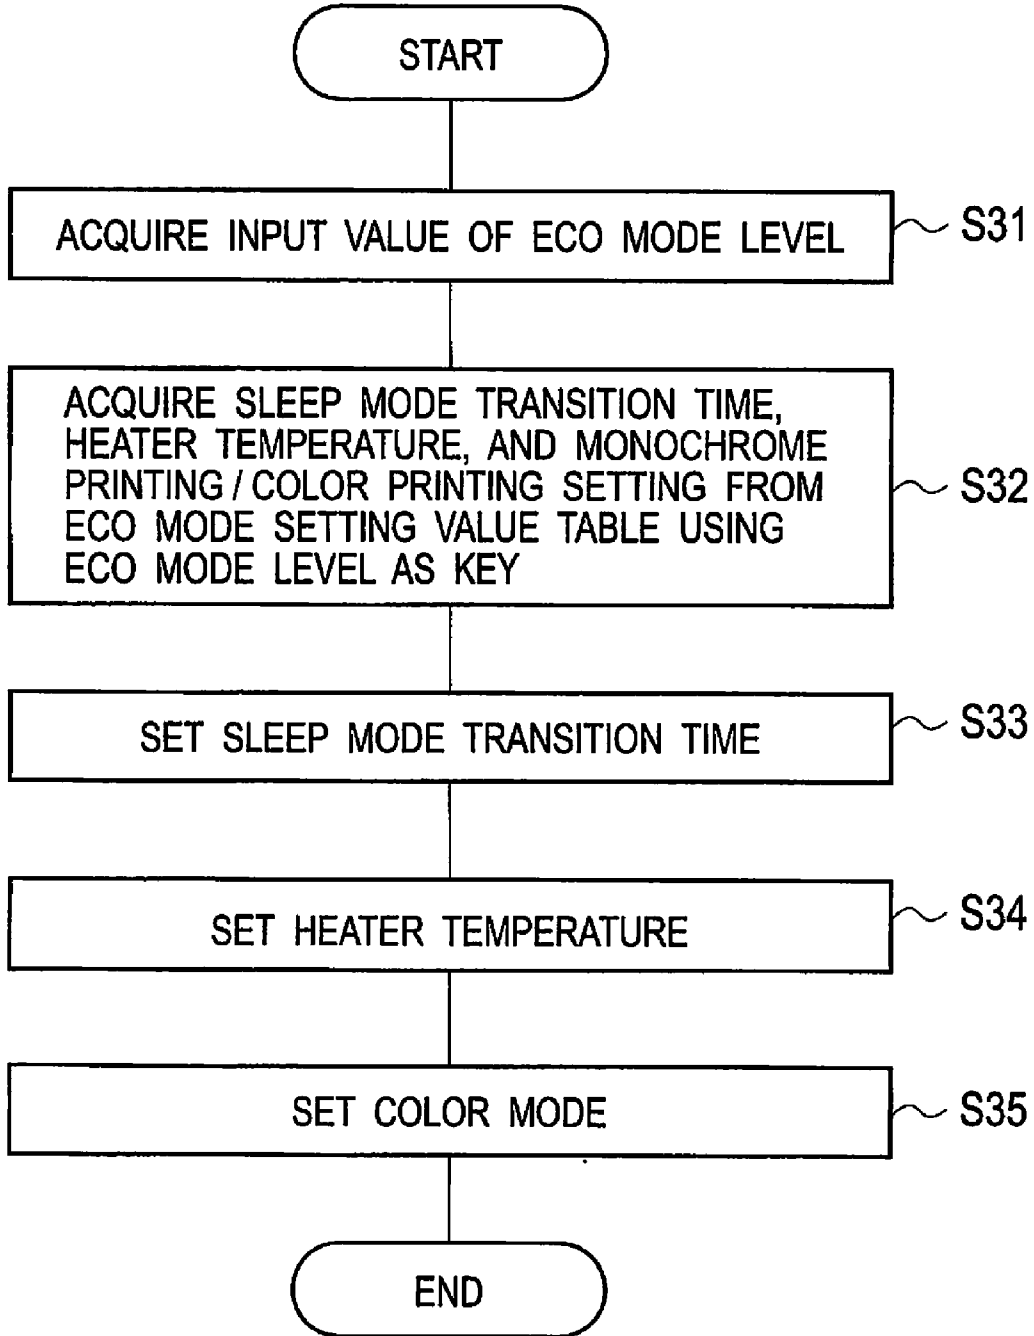 START
ACQUIRE INPUT VALUE OF ECO MODE LEVEL
S31
ACQUIRE SLEEP MODE TRANSITION TIME,
HEATER TEMPERATURE, AND MONOCHROME
PRINTING / COLOR PRINTING SETTING FROM
ECO MODE SETTING VALUE TABLE USING
ECO MODE LEVEL AS KEY
S32
SET SLEEP MODE TRANSITION TIME
S33
SET HEATER TEMPERATURE
S34
SET COLOR MODE
S35
END